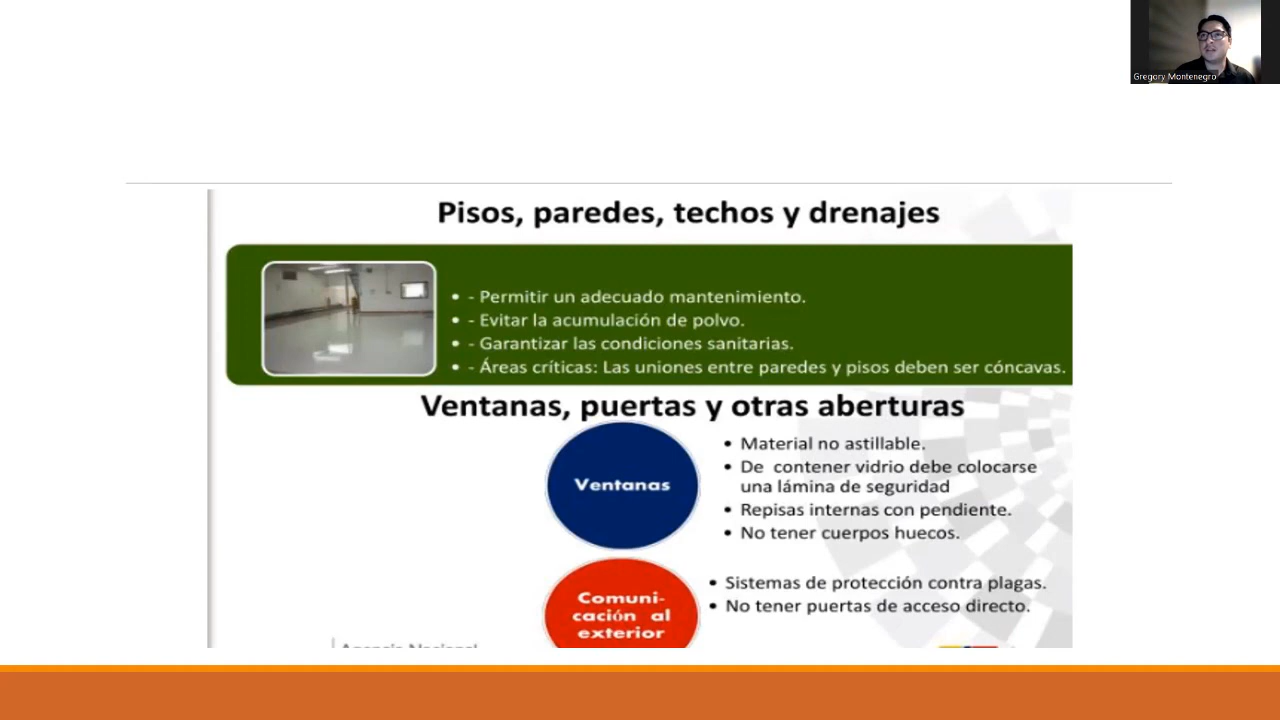 Gregory Montenegro
Pisos, paredes, techos y drenajes
• - Permitir un adecuado mantenimiento.
• - Evitar la acumulación de polvo.
• - Garantizar las condiciones sanitarias.
• - Áreas críticas: Las uniones entre paredes y pisos deben ser cóncavas.
Ventanas, puertas y otras aberturas
Ventanas
• Material no astillable.
• De contener vidrio debe colocarse
una lámina de seguridad
• Repisas internas con pendiente.
• No tener cuerpos huecos.
Comuni-
cación al
exterior
• Sistemas de protección contra plagas.
• No tener puertas de acceso directo.